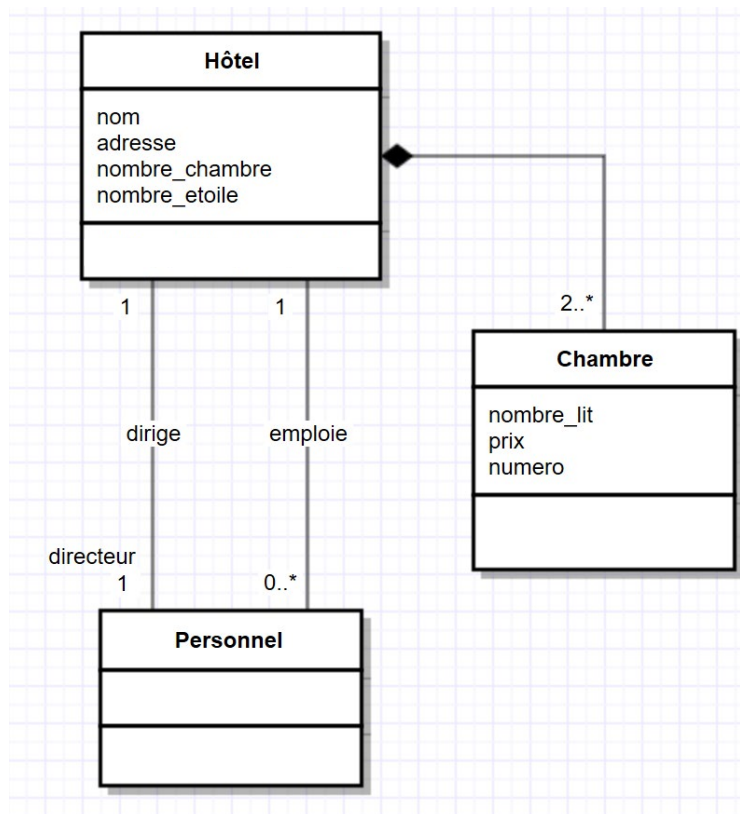 Hôtel
nom
adresse
nombre_chambre
nombre_etoile
1 1
2..*
Chambre
nombre_lit
prix
numero
dirige emploie
directeur
1 0..*
Personnel